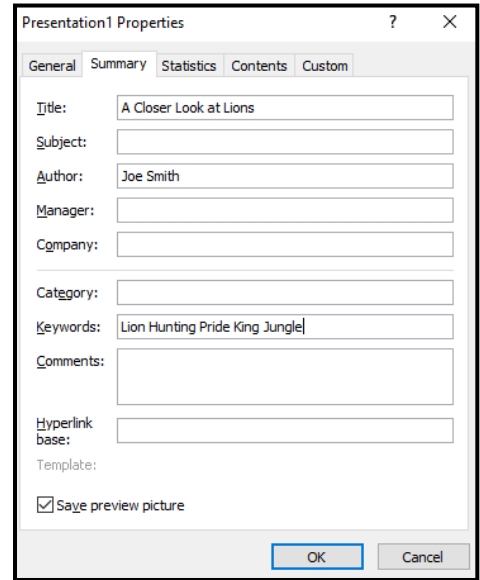 Presentation1 Properties ? ×
General Summary Statistics Contents Custom
Title: A Closer Look at Lions
Subject:
Author: Joe Smith
Manager:
Company:
Category:
Keywords: Lion Hunting Pride King Jungle
Comments:
Hyperlink
base:
Template:
Save preview picture
OK Cancel